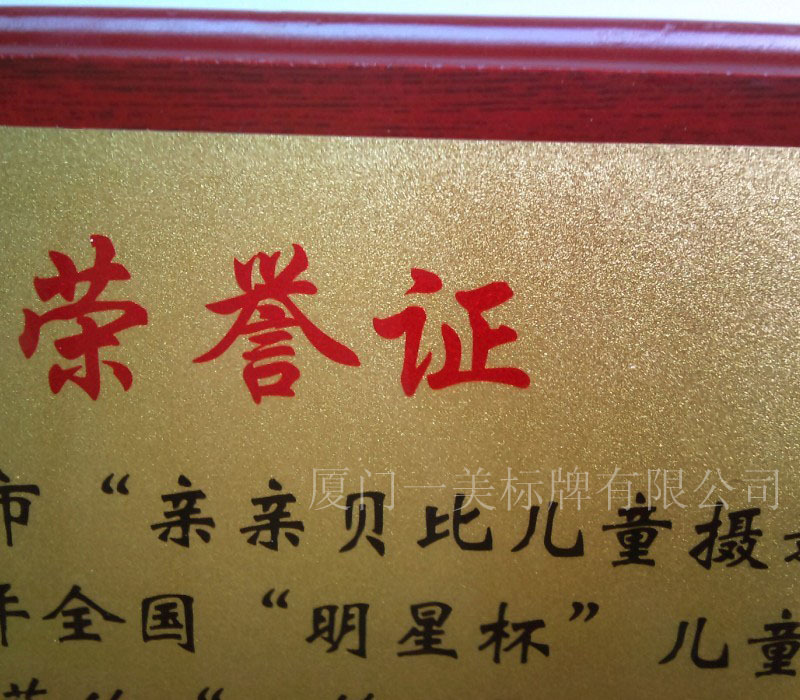 荣誉证
厦门一美标牌有限公司
市“亲亲贝比儿童摄
年全国“明星杯”儿童